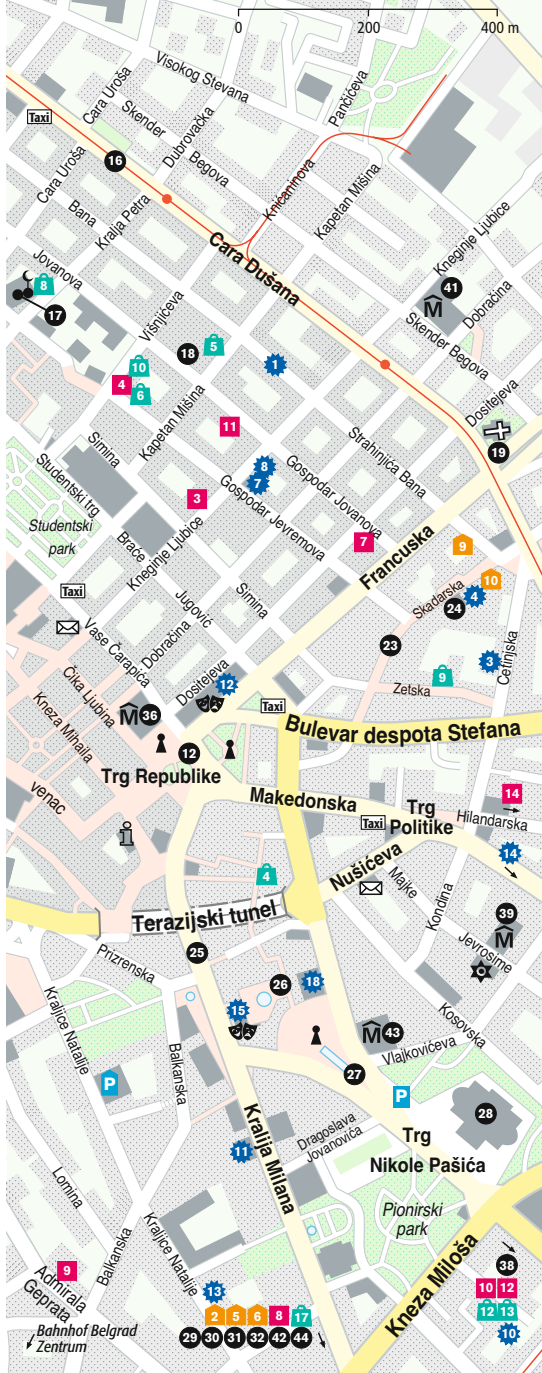 0 200 400 m
Visokog Stevana
Cara Uroša
Skender
Begova
Pančićeva
Taxi
Dubrovačka
16
Knićaninova
Kapetan Mišina
Cara Uroša
Bana
Kralja Petra
Cara Dušana
Kneginje Ljubice
Jovanova
8
17
41
M
Dobračina
Skender Begova
Višnjićeva
5
18
10
1
4
6
Dositejeva
19
Kapetan Mišina
11
Strahinjića Bana
Simina
8
7
Gospodar Jovanova
Studentski trg
3
Gospodar Jevremova
Kneginje Ljubice
Studentski
park
Braće
Jugović
7
Francuska
9
10
4
Skadarska
24
Taxi
Simina
Vase Čarapića
Dobračina
23
3
Cetinjska
Čika Ljubina
Dositejeva
12
9
Zetska
Kneza Mihaila
M
36
Taxi
Bulevar despota Stefana
12
Trg Republike
venac
Makedonska
14
Trg
Politike
Hilandarska
Taxi
i
Nušićeva
14
4
Majke
Kondina
39
M
Jevrosime
Terazijski tunel
25
Prizrenska
26
18
15
Kosovska
Kraljice Natalije
M
43
Vlajkovićeva
Balkanska
27
P
P
28
Dragoslava
Jovanovića
Trg
Nikole Pašića
11
Kralja Milana
Lomina
Pionirski
park
Kraljice Natalije
9
Admirala
Geprata
Balkanska
Kneza Miloša
38
10 12
12 13
10
13
2 5 6 8 17
29 30 31 32 42 44
Bahnhof Belgrad
Zentrum